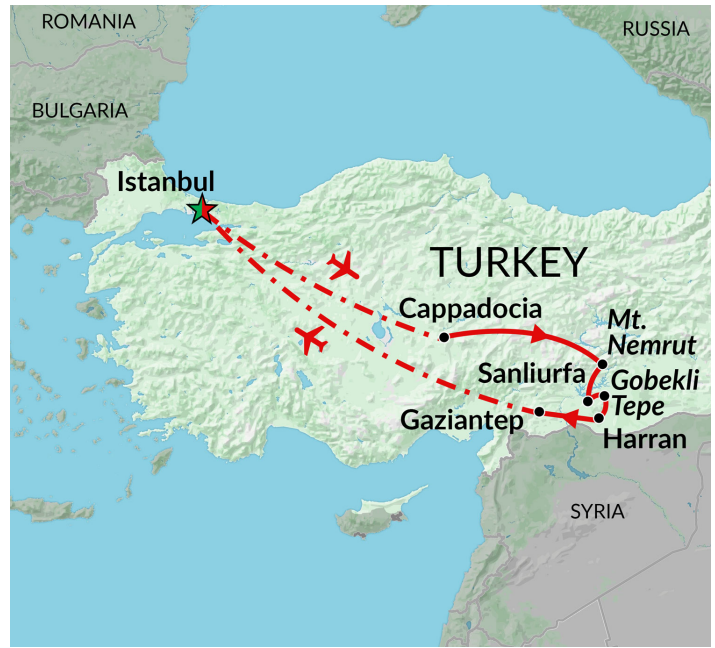 ROMANIA
RUSSIA
BULGARIA
Istanbul
TURKEY
Cappadocia
Mt.
Nemrut
Sanliurfa
Gobekli
Tepe
Gaziantep
Harran
SYRIA